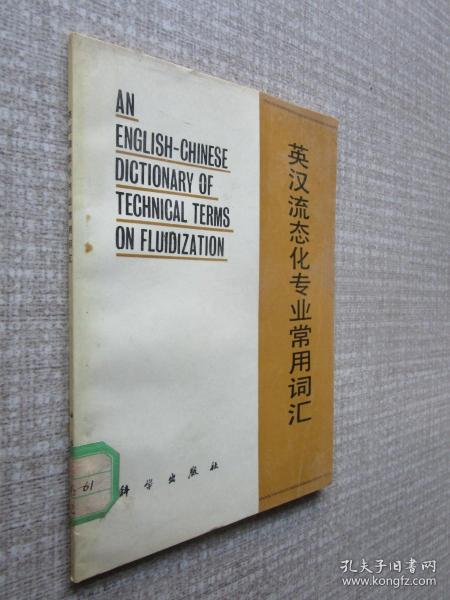 AN
ENGLISH-CHINESE
DICTIONARY OF
TECHNICAL TERMS
ON FLUIDIZATION
英汉流态化专业常用词汇
科学出版社
61
孔夫子旧书网
www.kongfz.com